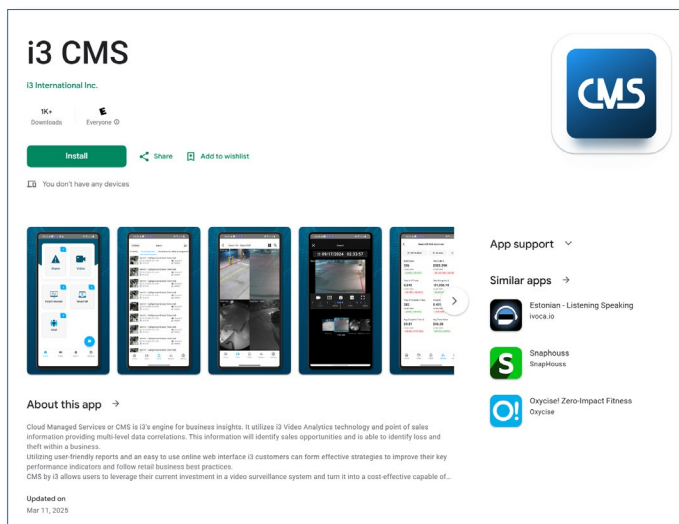 i3 CMS
i3 International Inc.
1K+
Downloads
E
Everyone
Install
Share
Add to wishlist
You don't have any devices
CMS
09/17/2024 02:33:57
App support
Similar apps
Estonian - Listening Speaking
ivoca.io
S
Snaphouss
SnapHouss
O!
Oxycise! Zero-Impact Fitness
Oxycise
About this app
Cloud Managed Services or CMS is i3's engine for business insights. It utilizes i3 Video Analytics technology and point of sales
information providing multi-level data correlations. This information will identify sales opportunities and is able to identify loss and
theft within a business.
Utilizing user-friendly reports and an easy to use online web interface i3 customers can form effective strategies to improve their key
performance indicators and follow retail business best practices.
CMS by i3 allows users to leverage their current investment in a video surveillance system and turn it into a cost-effective capable of…
Updated on
Mar 11, 2025